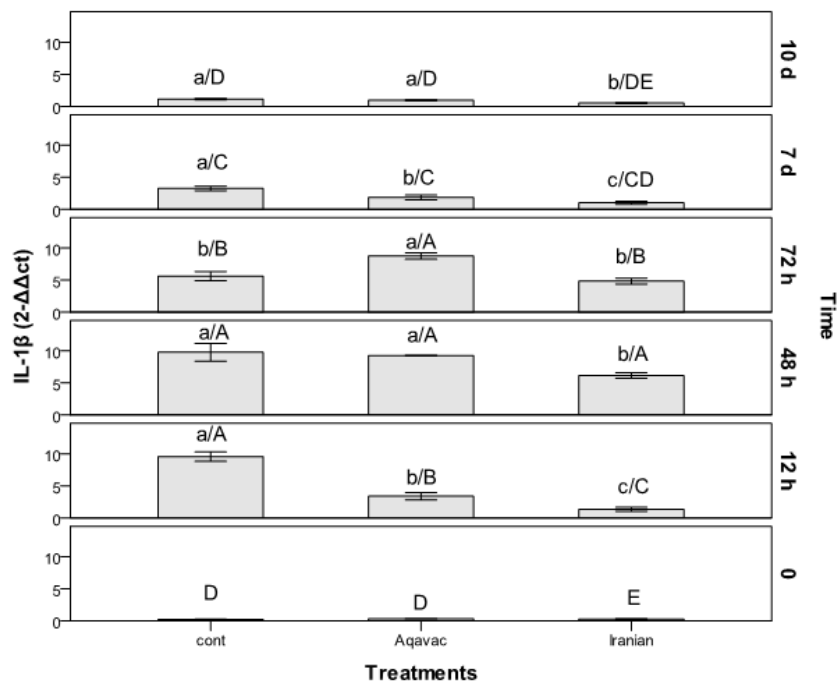 10
5
0
a/D
a/D
b/DE
10 d
10
5
0
a/C
b/C
c/CD
7 d
10
5
0
b/B
a/A
b/B
72 h
10
5
0
a/A
a/A
b/A
48 h
10
5
0
a/A
b/B
c/C
12 h
10
5
0
D
D
E
0
IL-1β (2-ΔΔct)
Time
cont
Aqavac
Iranian
Treatments